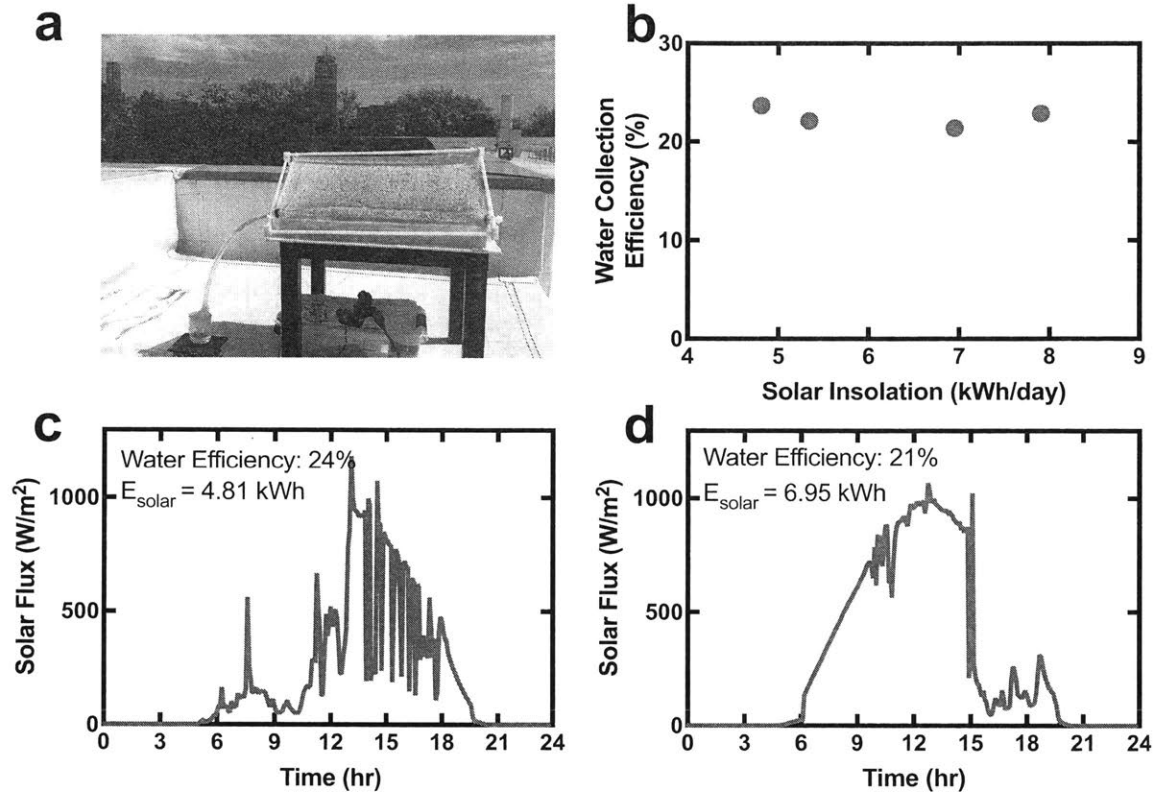 a
b
30
20
10
0
4 5 6 7 8 9
Water Collection
Efficiency (%)
Solar Insolation (kWh/day)
c
Water Efficiency: 24%
E_solar = 4.81 kWh
1000
500
0
0 3 6 9 12 15 18 21 24
Solar Flux (W/m²)
Time (hr)
d
Water Efficiency: 21%
E_solar = 6.95 kWh
1000
500
0
0 3 6 9 12 15 18 21 24
Solar Flux (W/m²)
Time (hr)